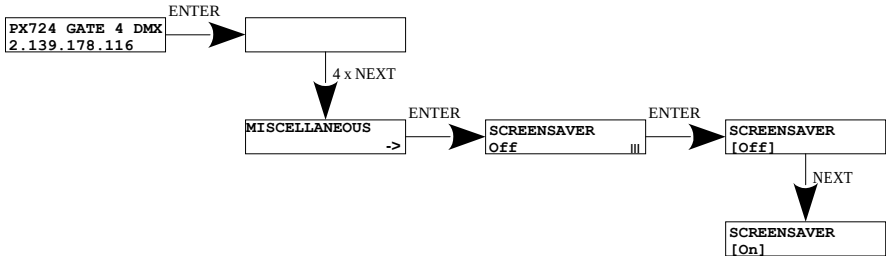 ENTER
PX724 GATE 4 DMX
2.139.178.116
4 x NEXT
MISCELLANEOUS
->
ENTER
SCREENSAVER
Off |||
ENTER
SCREENSAVER
[Off]
NEXT
SCREENSAVER
[On]